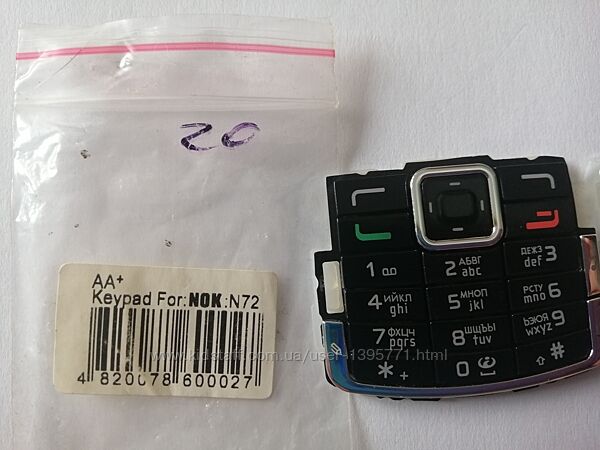 20
AA+
Keypad For:NOK:N72
4 820078 600027
www.kidstaff.com.ua/user-1395771.html
1
2 АБВГ abc
ДЕЖЗ def 3
4 ИЙКЛ ghi
5 МНОП jkl
РСТУ mno 6
7 ФХЦЧ pqrs
8 ШЩЪЫ tuv
ЬЭЮЯ wxyz 9
* +
0
#